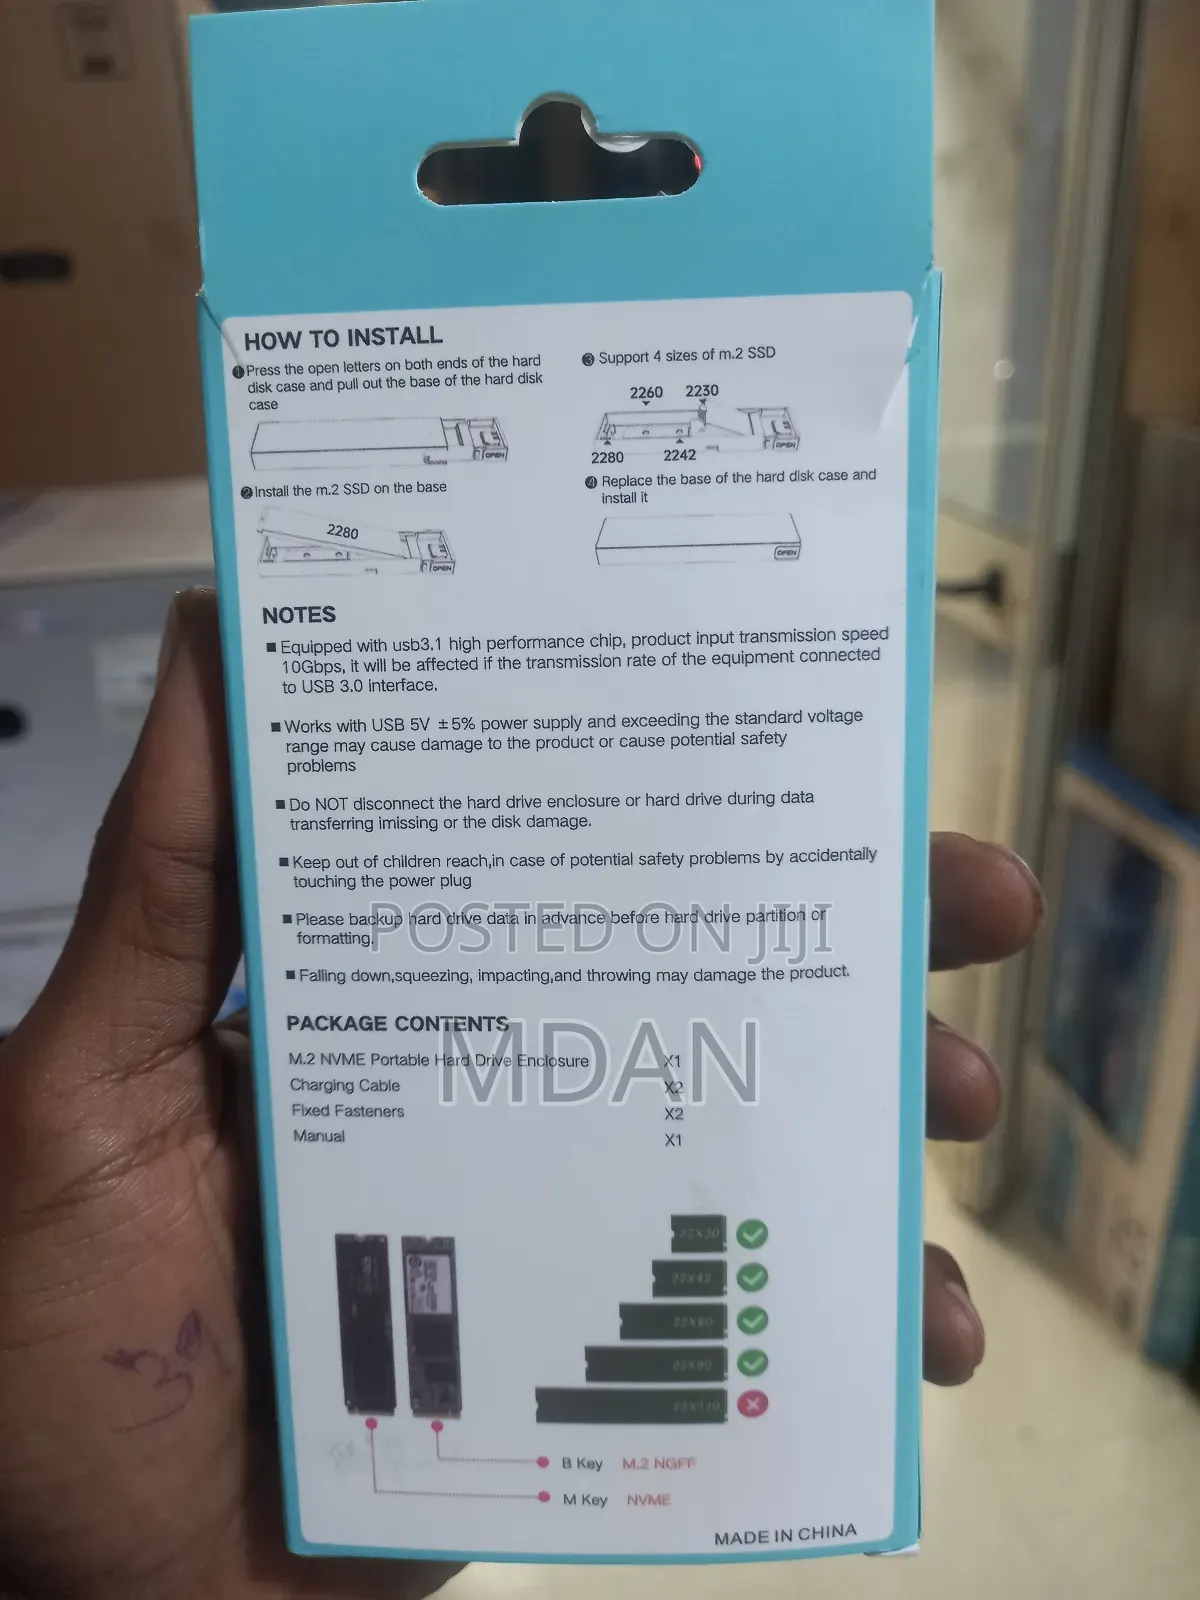 HOW TO INSTALL
❶Press the open letters on both ends of the hard
disk case and pull out the base of the hard disk
case
OPEN
❷Install the m.2 SSD on the base
2280
OPEN
❸ Support 4 sizes of m.2 SSD
2260 2230
OPEN
2280 2242
❹ Replace the base of the hard disk case and
install it
OPEN
NOTES
■ Equipped with usb3.1 high performance chip, product input transmission speed
10Gbps, it will be affected if the transmission rate of the equipment connected
to USB 3.0 interface.
■ Works with USB 5V ±5% power supply and exceeding the standard voltage
range may cause damage to the product or cause potential safety
problems
■ Do NOT disconnect the hard drive enclosure or hard drive during data
transferring imissing or the disk damage.
■ Keep out of children reach,in case of potential safety problems by accidentally
touching the power plug
■ Please backup hard drive data in advance before hard drive partition or
formatting.
POSTED ON JIJI
■ Falling down,squeezing, impacting,and throwing may damage the product.
PACKAGE CONTENTS
MDAN
M.2 NVME Portable Hard Drive Enclosure X1
Charging Cable X2
Fixed Fasteners X2
Manual X1
22X30
22X42
22X60
22X80
22X110
B Key M.2 NGFF
M Key NVME
MADE IN CHINA